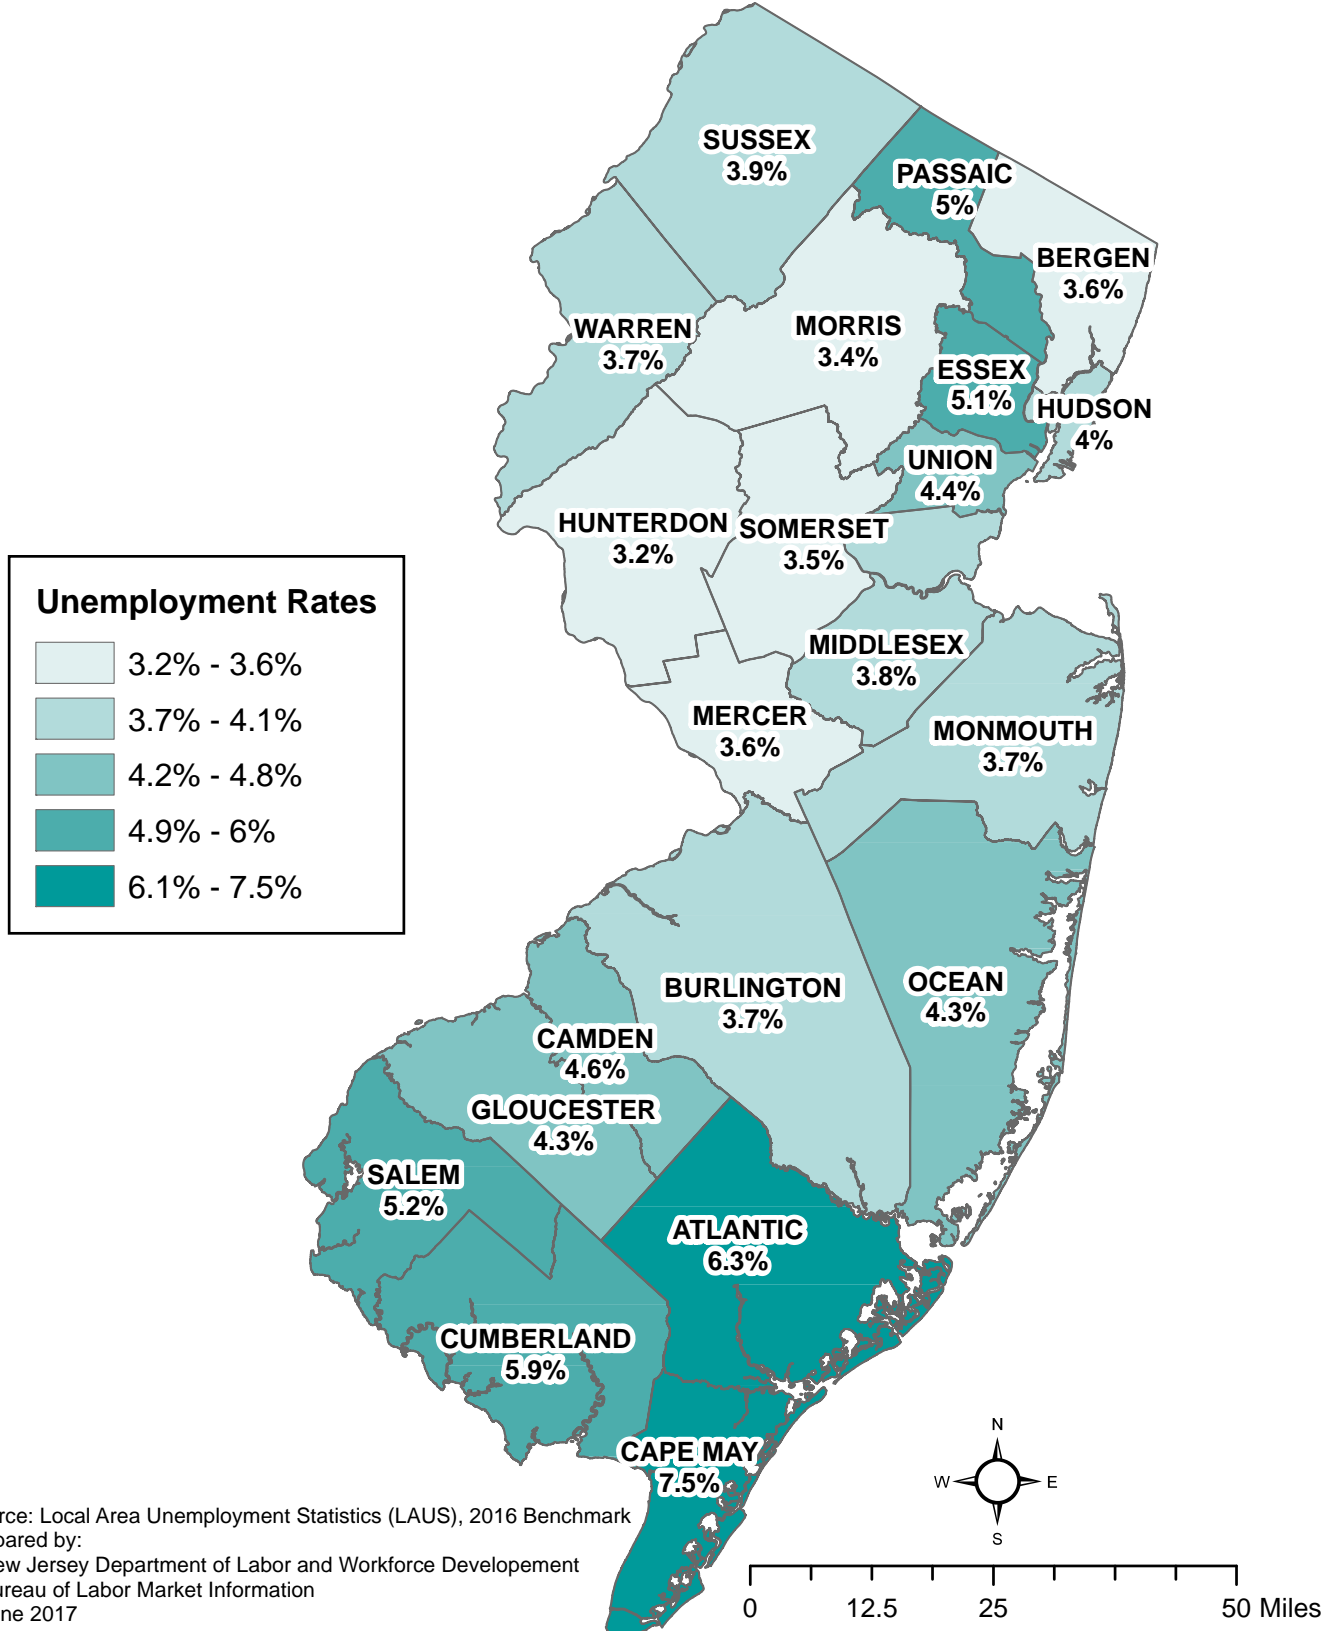 SUSSEX
3.9%
PASSAIC
5%
BERGEN
3.6%
WARREN
3.7%
MORRIS
3.4%
ESSEX
5.1%
HUDSON
4%
UNION
4.4%
HUNTERDON
3.2%
SOMERSET
3.5%
Unemployment Rates
3.2% - 3.6%
3.7% - 4.1%
4.2% - 4.8%
4.9% - 6%
6.1% - 7.5%
MIDDLESEX
3.8%
MERCER
3.6%
MONMOUTH
3.7%
BURLINGTON
3.7%
OCEAN
4.3%
CAMDEN
4.6%
GLOUCESTER
4.3%
SALEM
5.2%
ATLANTIC
6.3%
CUMBERLAND
5.9%
CAPE MAY
7.5%
N
W E
S
rce: Local Area Unemployment Statistics (LAUS), 2016 Benchmark
pared by:
ew Jersey Department of Labor and Workforce Developement
ureau of Labor Market Information
ne 2017
0 12.5 25 50 Miles